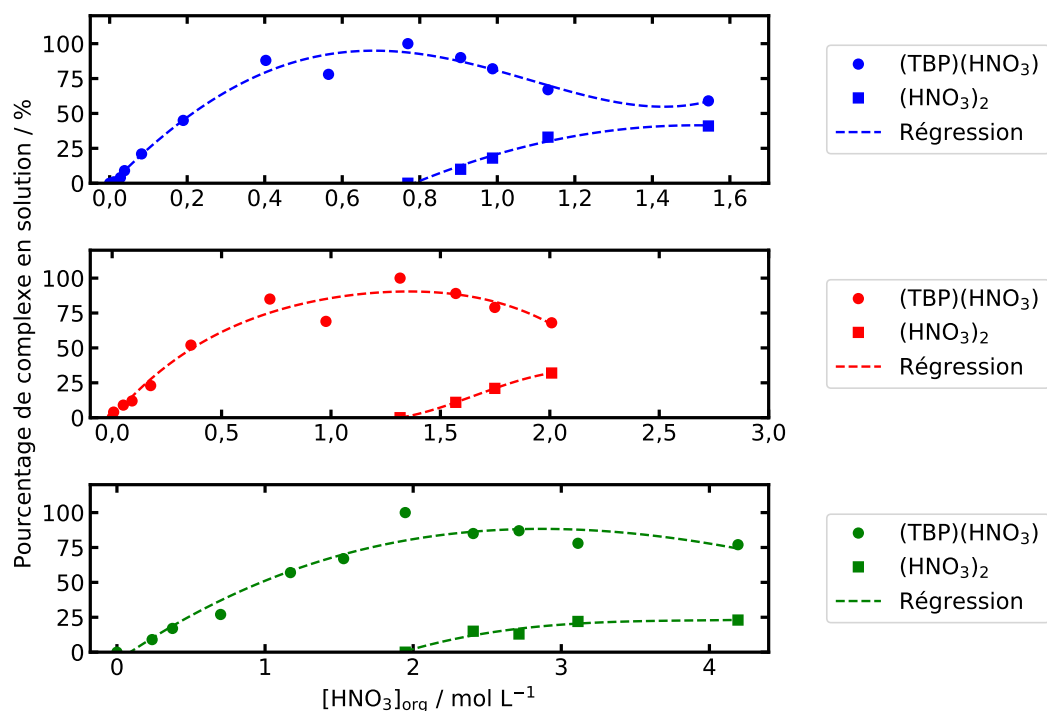 Pourcentage de complexe en solution / %
100
75
50
25
0
0,0 0,2 0,4 0,6 0,8 1,0 1,2 1,4 1,6
(TBP)(HNO₃)
(HNO₃)₂
Régression
100
75
50
25
0
0,0 0,5 1,0 1,5 2,0 2,5 3,0
(TBP)(HNO₃)
(HNO₃)₂
Régression
100
75
50
25
0
0 1 2 3 4
(TBP)(HNO₃)
(HNO₃)₂
Régression
[HNO₃]org / mol L⁻¹